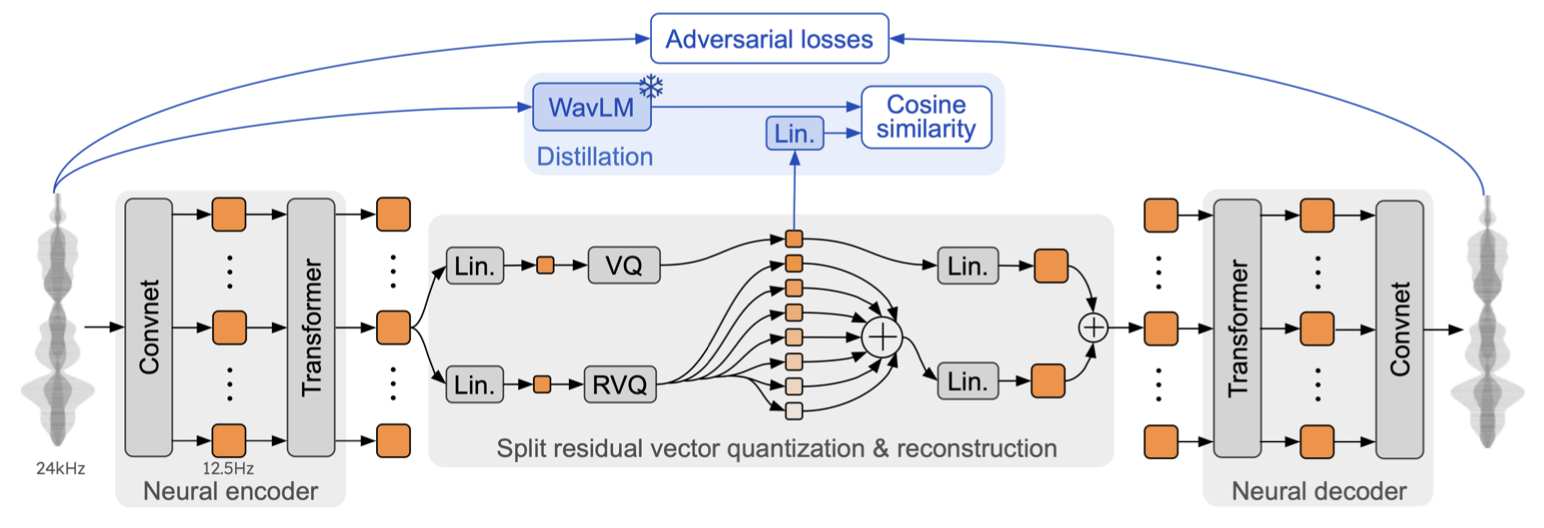 Adversarial losses
WavLM
Cosine
similarity
Lin.
Distillation
Convnet
Transformer
Lin.
VQ
Lin.
Lin.
RVQ
Lin.
Transformer
Convnet
Split residual vector quantization & reconstruction
24kHz
12.5Hz
Neural encoder
Neural decoder